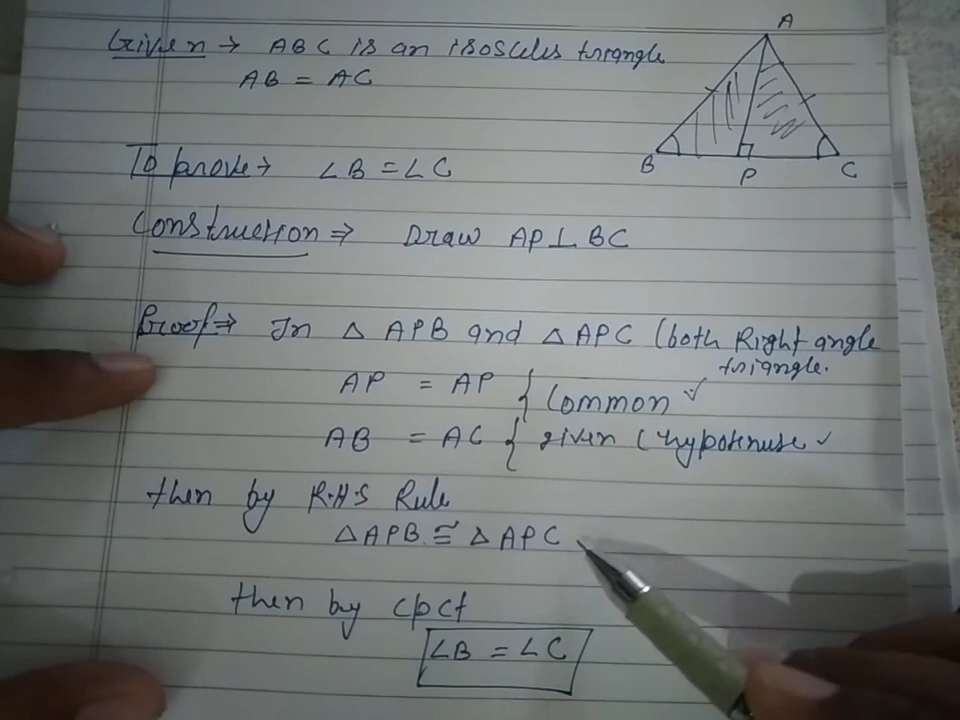 Given → ABC is an isosceles triangle
AB = AC
A
B
P
C
To prove → ∠B = ∠C
Construction ⇒ Draw AP⊥BC
Proof ⇒ In △ APB and △ APC (both Right angle
triangle.
AP = AP { Common ✓
AB = AC { given (hypotenuse ✓
then by R.H.S Rule
△APB ≅ △APC
then by cpct
∠B = ∠C